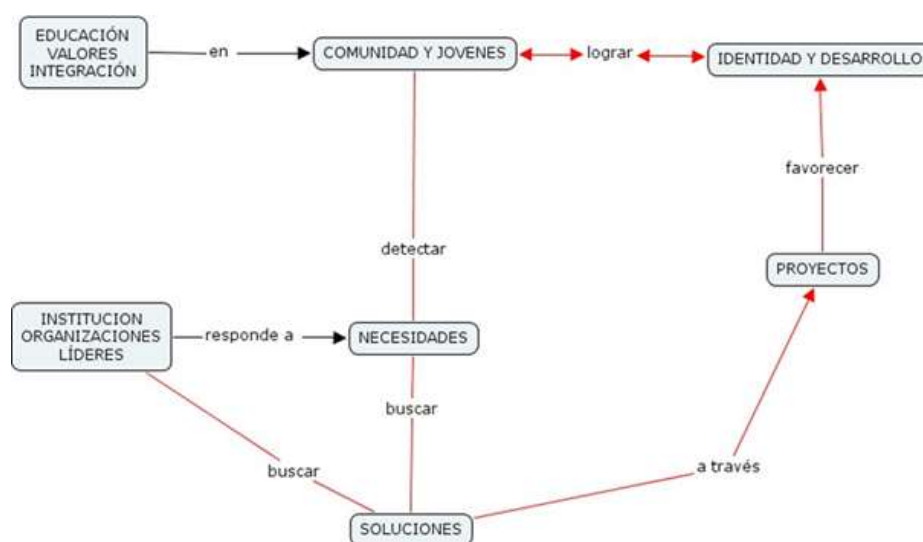 EDUCACIÓN
VALORES
INTEGRACIÓN
en
COMUNIDAD Y JOVENES
lograr
IDENTIDAD Y DESARROLLO
favorecer
detectar
PROYECTOS
INSTITUCION
ORGANIZACIONES
LÍDERES
responde a
NECESIDADES
buscar
buscar
a través
SOLUCIONES